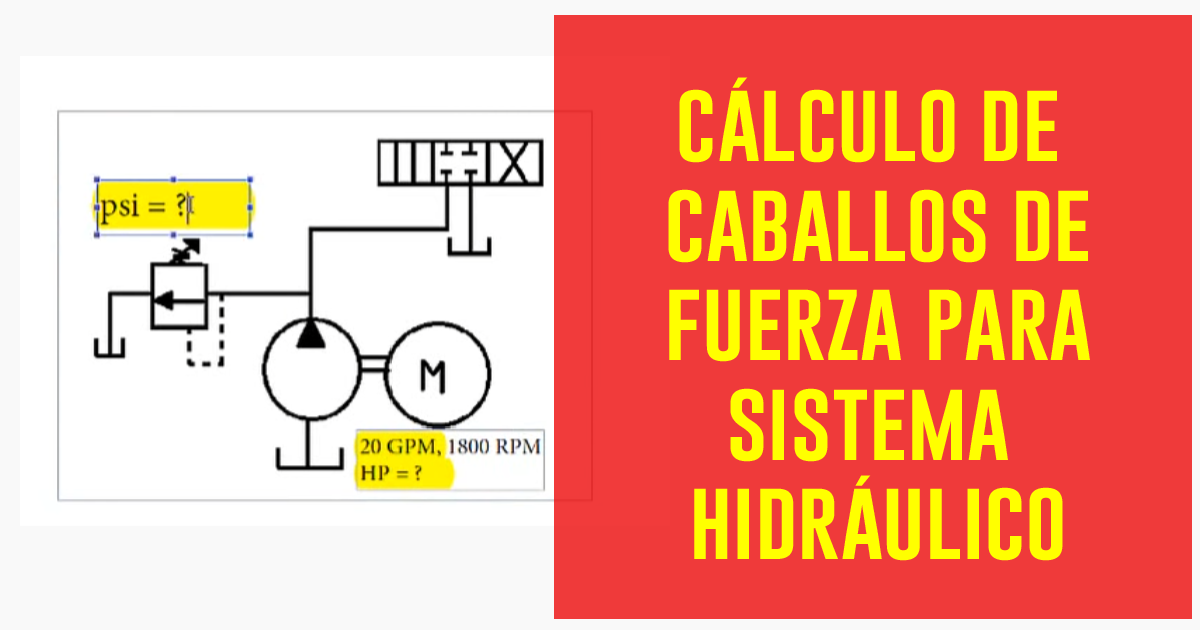 psi = ?
M
20 GPM, 1800 RPM
HP = ?
CÁLCULO DE
CABALLOS DE
FUERZA PARA
SISTEMA
HIDRÁULICO